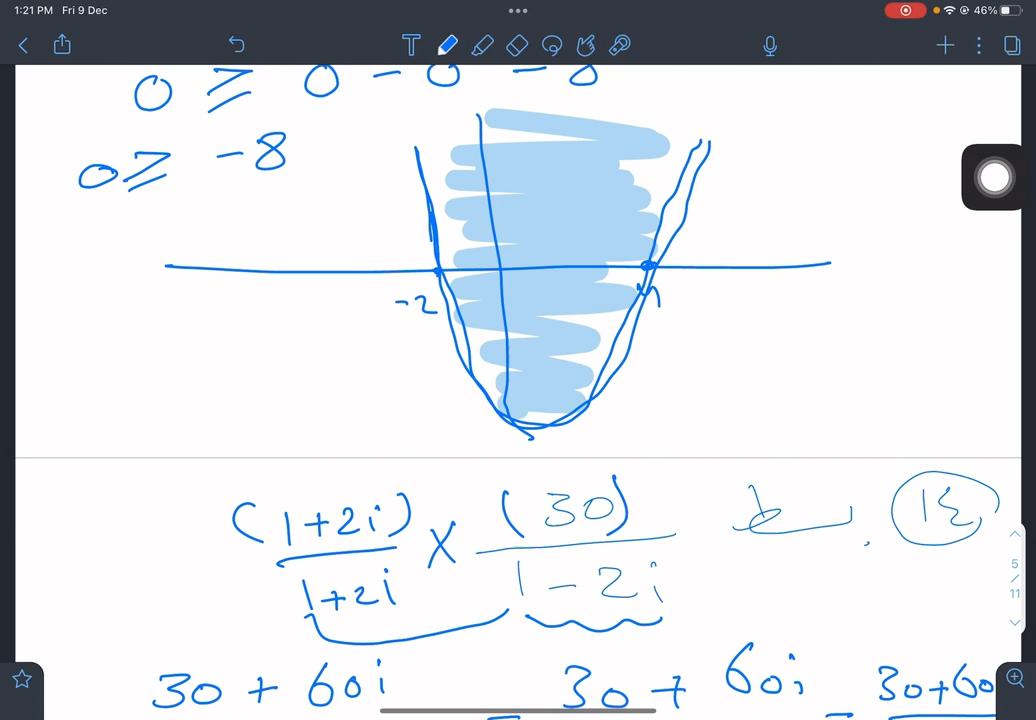 1:21 PM Fri 9 Dec
46%
T
0 ≥ 0 - 0 - 8
0 ≥ -8
-2
(1+2i) × (30)
1+2i 1-2i
5 / 11
30 + 60i 30 + 60i = 30+60